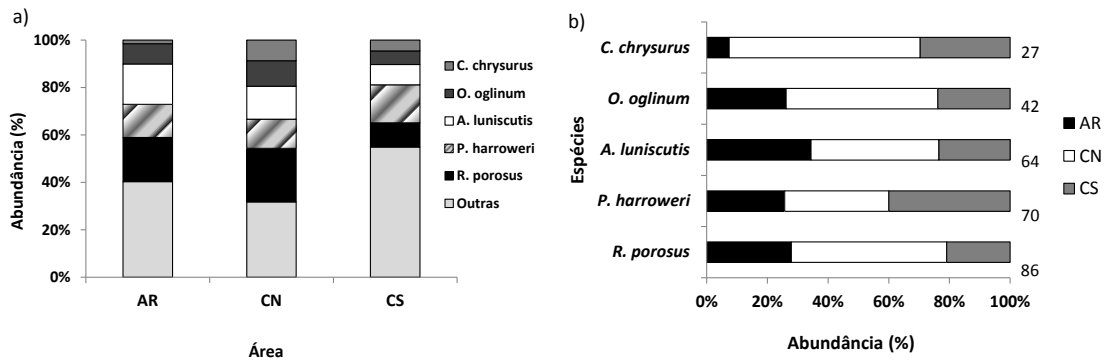 a)
100%
80%
60%
40%
20%
0%
Abundância (%)
AR
CN
CS
Área
C. chrysurus
O. oglinum
A. luniscutis
P. harroweri
R. porosus
Outras
b)
Espécies
C. chrysurus
27
O. oglinum
42
A. luniscutis
64
P. harroweri
70
R. porosus
86
0%
20%
40%
60%
80%
100%
Abundância (%)
AR
CN
CS